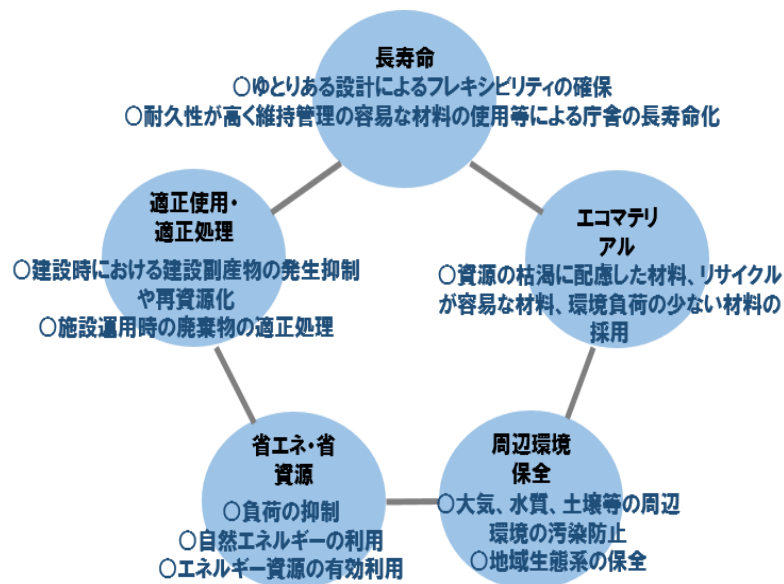 長寿命
○ゆとりある設計によるフレキシビリティの確保
○耐久性が高く維持管理の容易な材料の使用等による庁舎の長寿命化
適正使用・
適正処理
○建設時における建設副産物の発生抑制
や再資源化
○施設運用時の廃棄物の適正処理
エコマテリ
アル
○資源の枯渇に配慮した材料、リサイクル
が容易な材料、環境負荷の少ない材料の
採用
省エネ・省
資源
○負荷の抑制
○自然エネルギーの利用
○エネルギー資源の有効利用
周辺環境
保全
○大気、水質、土壌等の周辺
環境の汚染防止
○地域生態系の保全